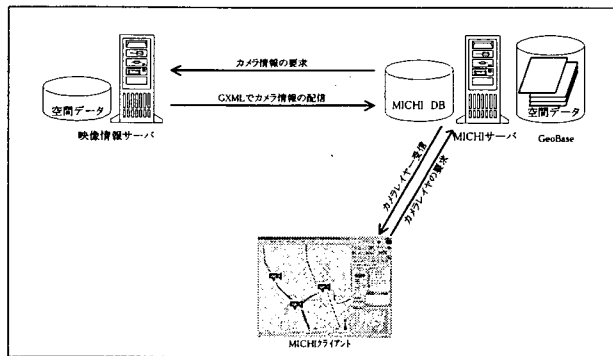 カメラ情報の要求
GXMLでカメラ情報の配信
空間データ
映像情報サーバ
MICHI DB
MICHIサーバ
空間データ
GeoBase
カメラレイヤー受信
カメラレイヤの要求
MICHIクライアント